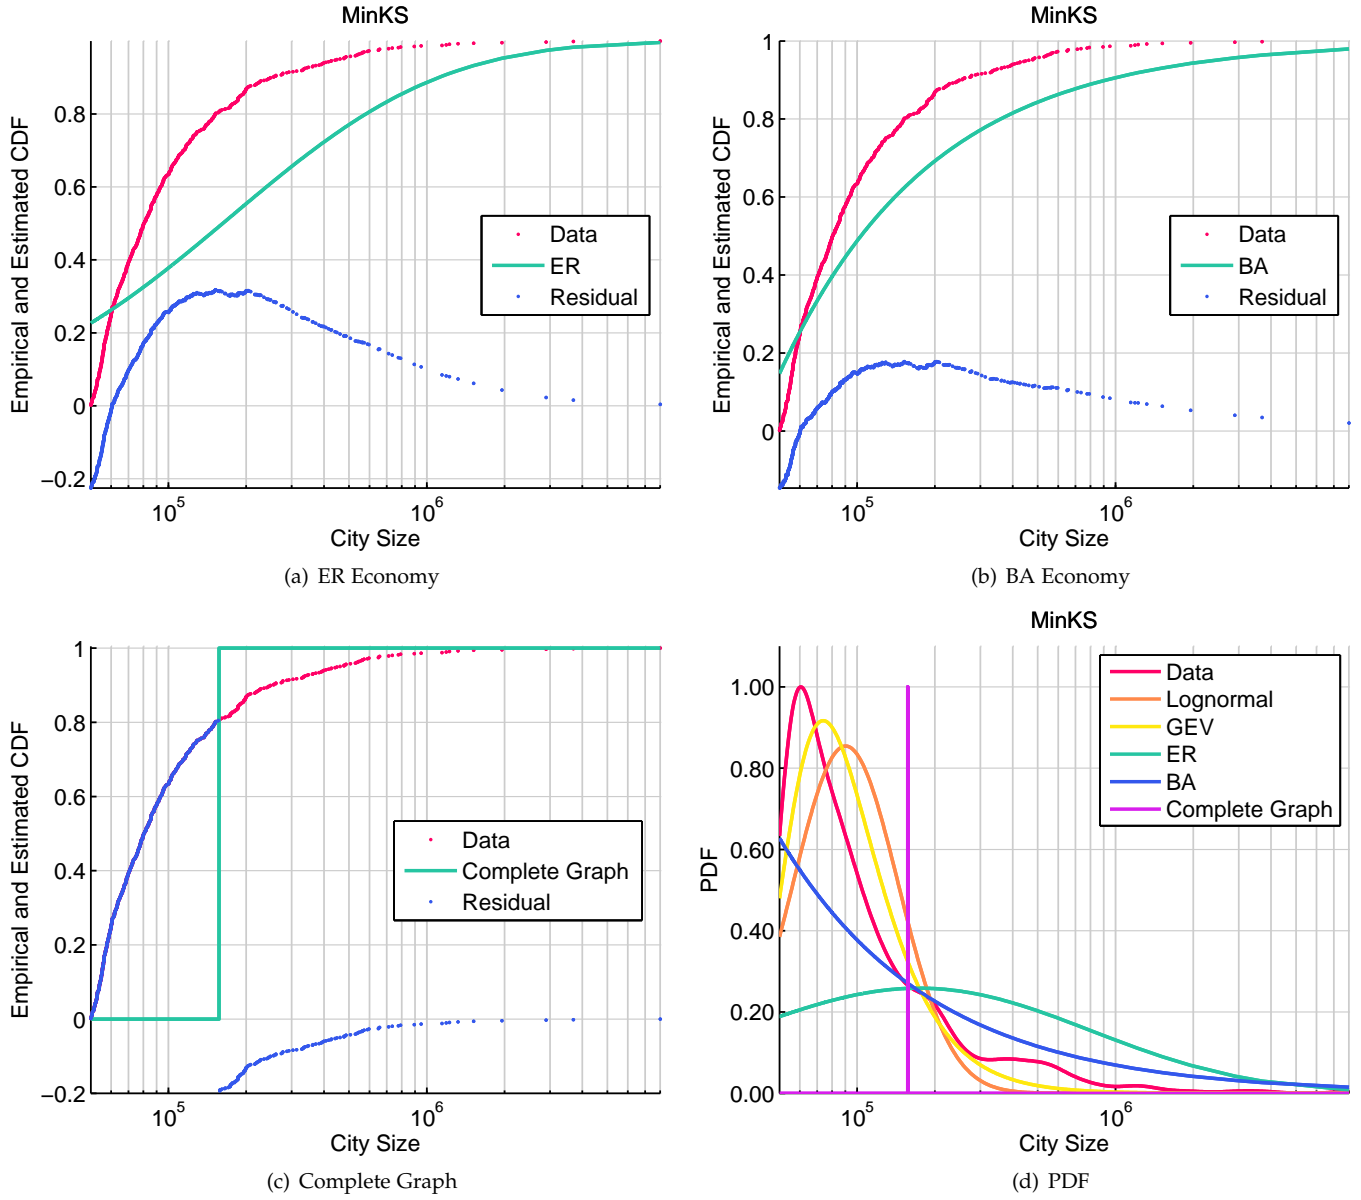 MinKS
Empirical and Estimated CDF
0.8
0.6
0.4
0.2
0
−0.2
10^5
10^6
City Size
Data
ER
Residual
(a) ER Economy
MinKS
Empirical and Estimated CDF
1
0.8
0.6
0.4
0.2
0
10^5
10^6
City Size
Data
BA
Residual
(b) BA Economy
Empirical and Estimated CDF
1
0.8
0.6
0.4
0.2
0
−0.2
10^5
10^6
City Size
Data
Complete Graph
Residual
(c) Complete Graph
MinKS
PDF
1.00
0.80
0.60
0.40
0.20
0.00
10^5
10^6
City Size
Data
Lognormal
GEV
ER
BA
Complete Graph
(d) PDF